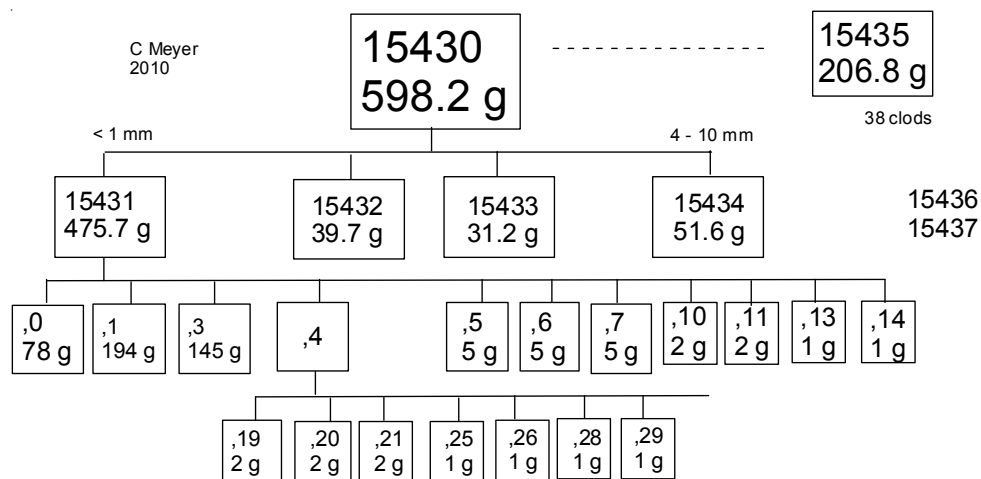 C Meyer
2010
15430
598.2 g
15435
206.8 g
38 clods
< 1 mm
4 - 10 mm
15431
475.7 g
15432
39.7 g
15433
31.2 g
15434
51.6 g
15436
15437
,0
78 g
,1
194 g
,3
145 g
,4
,5
5 g
,6
5 g
,7
5 g
,10
2 g
,11
2 g
,13
1 g
,14
1 g
,19
2 g
,20
2 g
,21
2 g
,25
1 g
,26
1 g
,28
1 g
,29
1 g